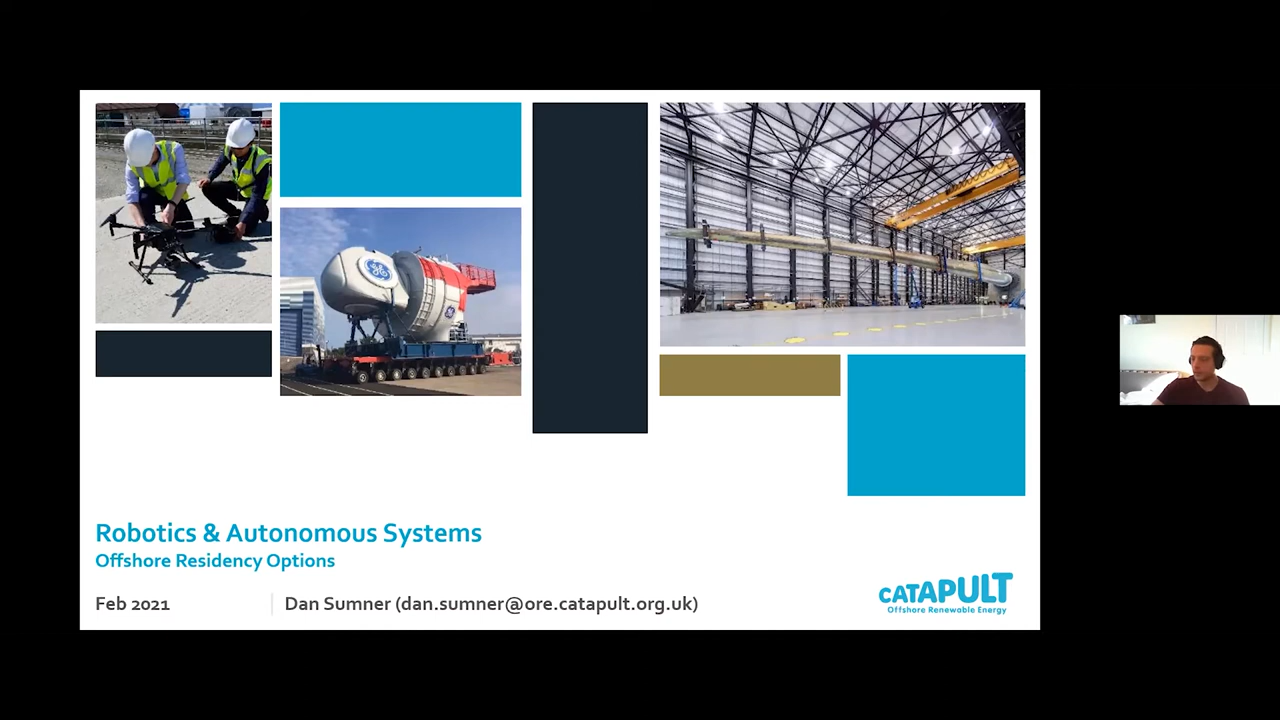 Robotics & Autonomous Systems
Offshore Residency Options
Feb 2021
Dan Sumner (dan.sumner@ore.catapult.org.uk)
CATAPULT
Offshore Renewable Energy